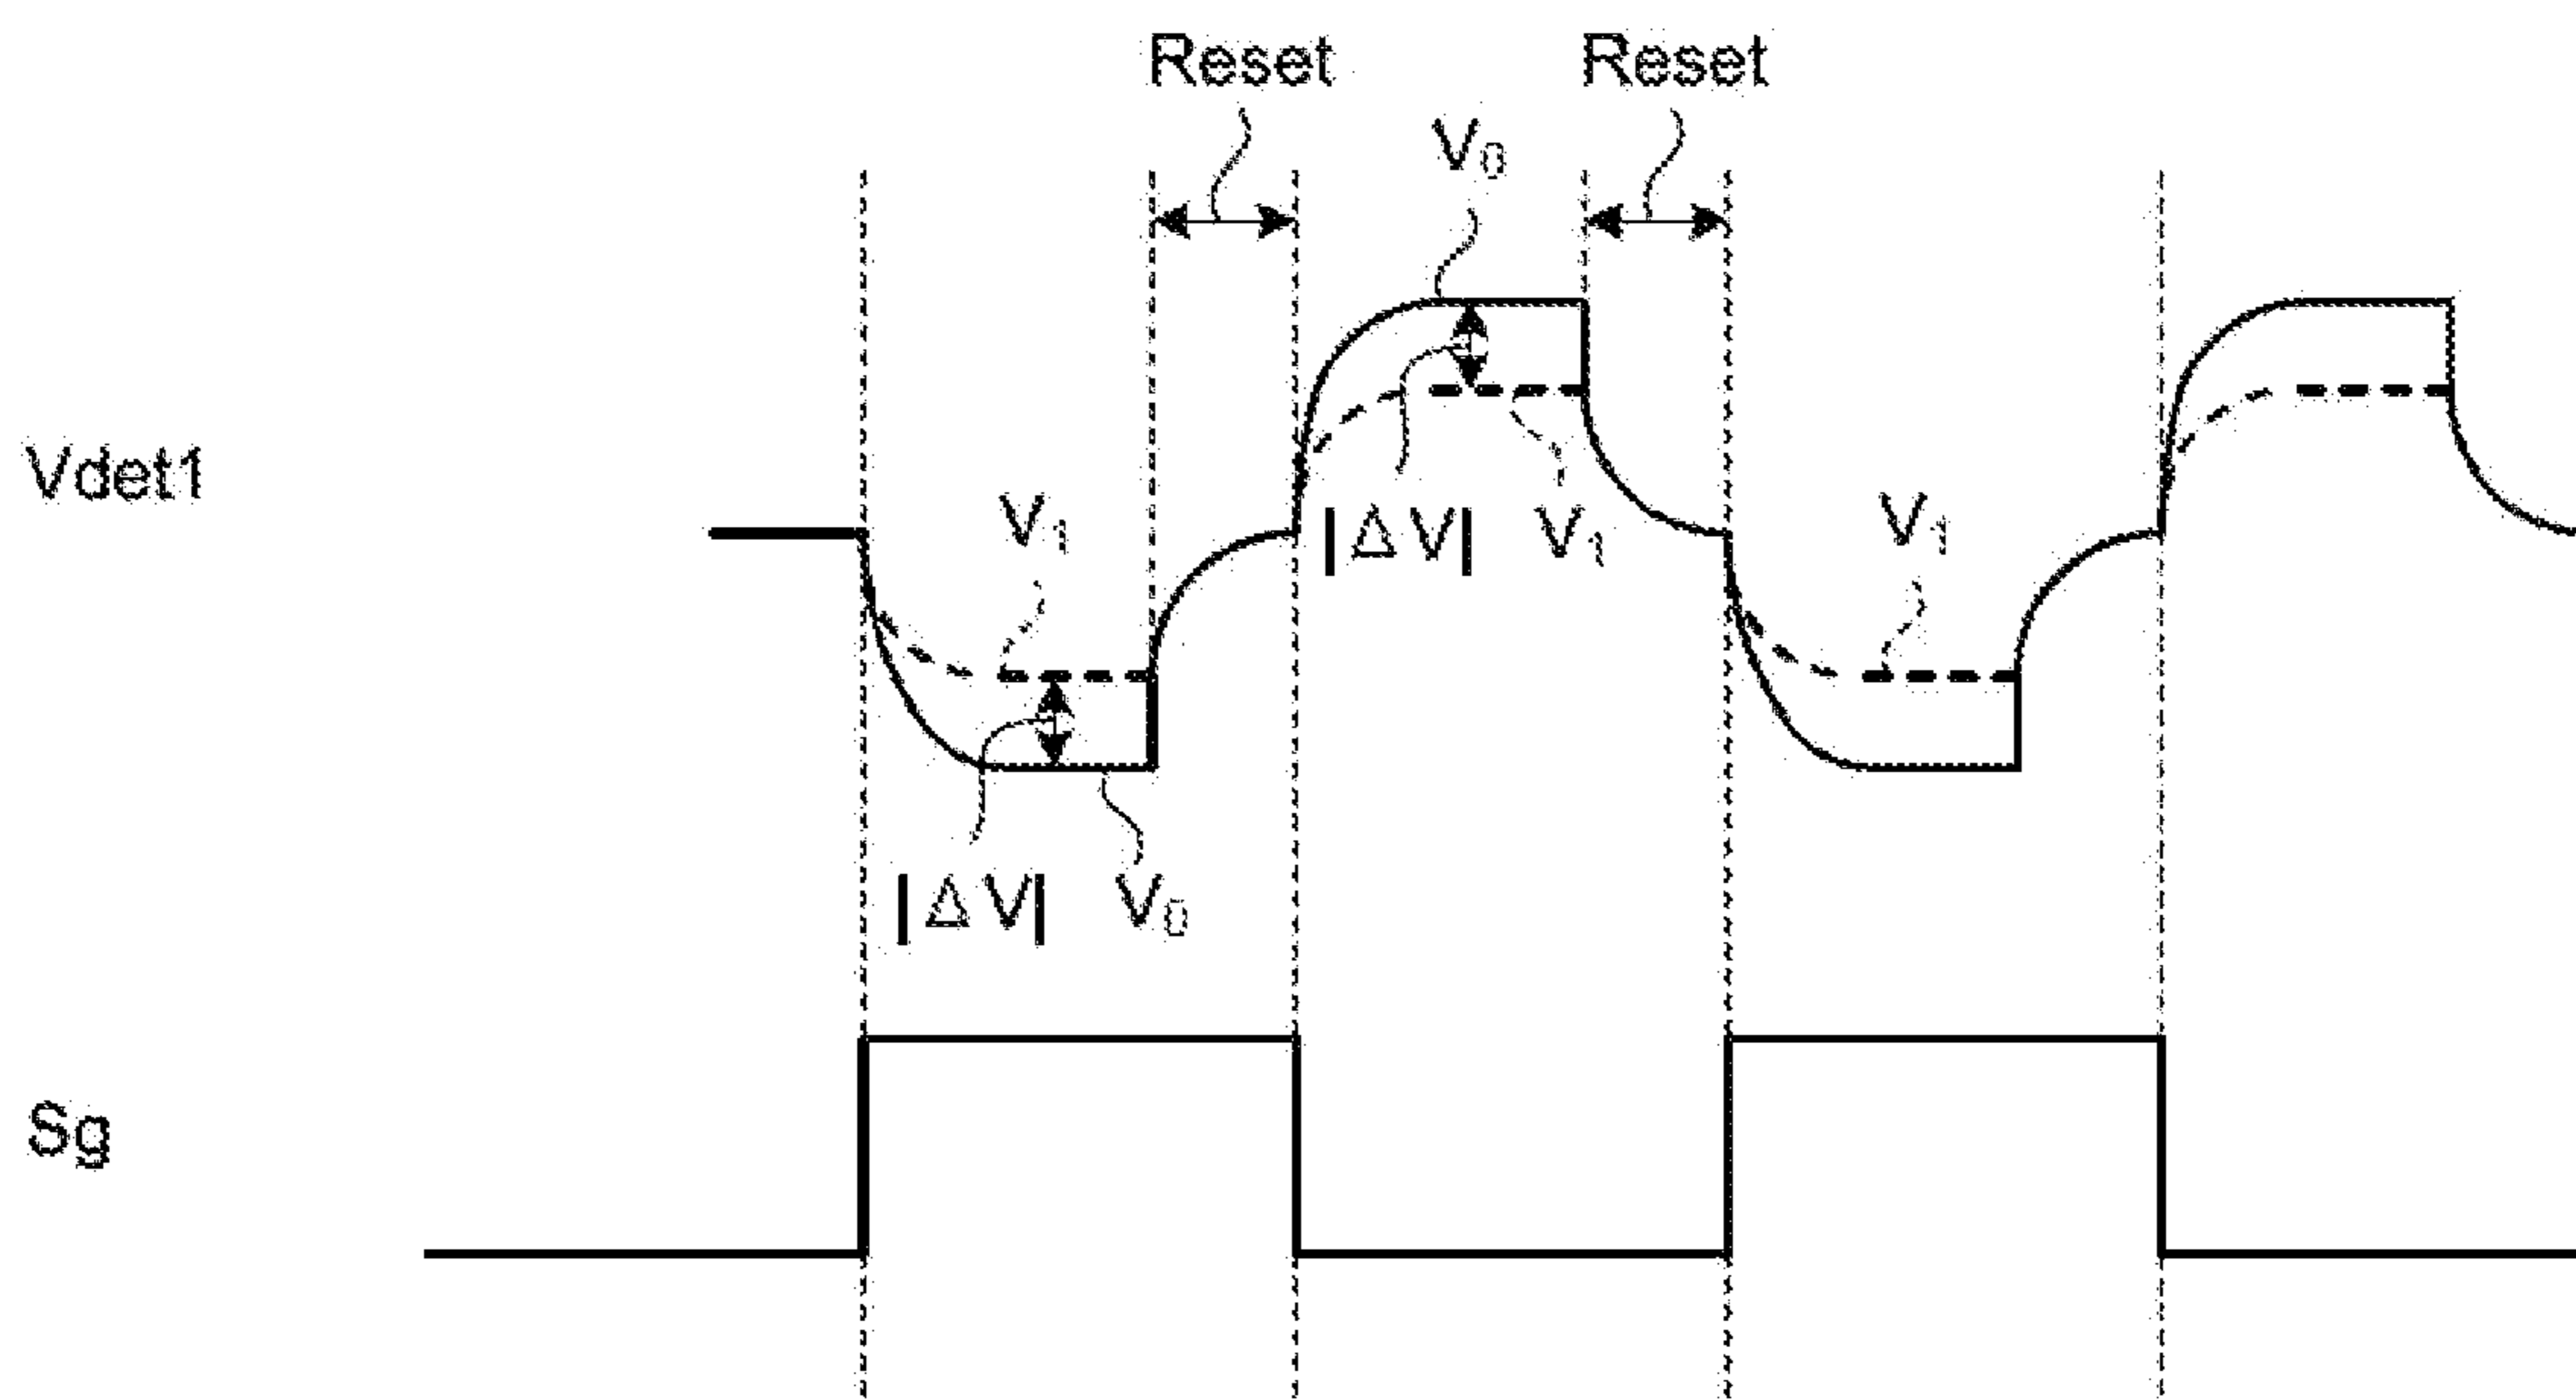 Reset Reset
V₀
Vdet1
V₁ |ΔV| V₁ V₁
|ΔV| V₀
Sg